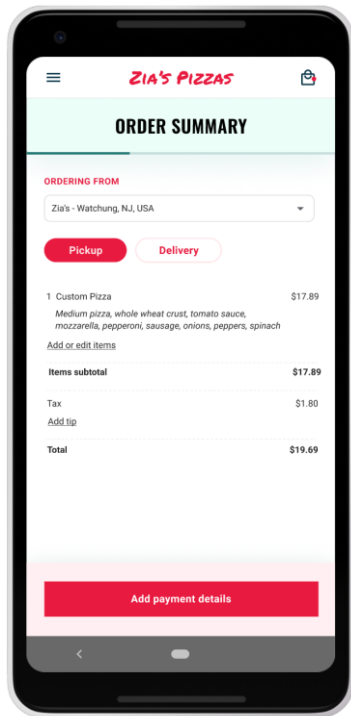 ZIA'S PIZZAS
ORDER SUMMARY
ORDERING FROM
Zia's - Watchung, NJ, USA
Pickup Delivery
1 Custom Pizza $17.89
Medium pizza, whole wheat crust, tomato sauce,
mozzarella, pepperoni, sausage, onions, peppers, spinach
Add or edit items
Items subtotal $17.89
Tax $1.80
Add tip
Total $19.69
Add payment details